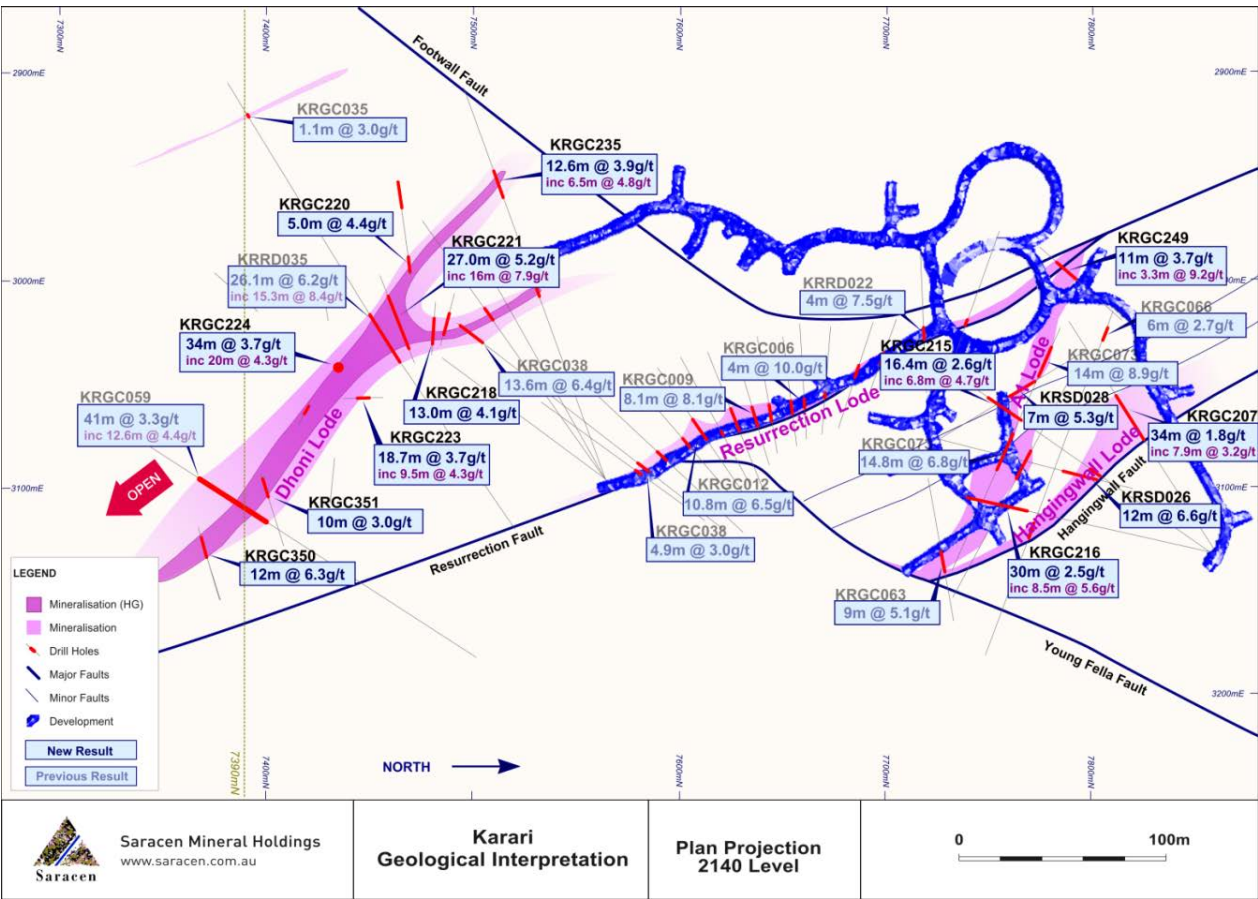 7300mN
7400mN
7500mN
7600mN
7700mN
7800mN
2900mE
2900mE
Footwall Fault
KRGC035
1.1m @ 3.0g/t
KRGC235
12.6m @ 3.9g/t
inc 6.5m @ 4.8g/t
KRGC220
5.0m @ 4.4g/t
KRGC221
27.0m @ 5.2g/t
inc 16m @ 7.9g/t
KRGC249
11m @ 3.7g/t
inc 3.3m @ 9.2g/t
KRRD035
26.1m @ 6.2g/t
inc 15.3m @ 8.4g/t
3000mE
KRRD022
4m @ 7.5g/t
KRGC066
6m @ 2.7g/t
KRGC224
34m @ 3.7g/t
inc 20m @ 4.3g/t
KRGC006
4m @ 10.0g/t
KRGC215
16.4m @ 2.6g/t
inc 6.8m @ 4.7g/t
KRGC073
14m @ 8.9g/t
KRGC038
13.6m @ 6.4g/t
KRGC009
8.1m @ 8.1g/t
KRGC218
13.0m @ 4.1g/t
KRSD028
7m @ 5.3g/t
KRGC059
41m @ 3.3g/t
inc 12.6m @ 4.4g/t
Dhoni Lode
Resurrection Lode
Lode
KRGC207
34m @ 1.8g/t
inc 7.9m @ 3.2g/t
KRGC223
18.7m @ 3.7g/t
inc 9.5m @ 4.3g/t
14.8m @ 6.8g/t
Hangingwall Lode
Hangingwall Fault
OPEN
3100mE
KRGC012
10.8m @ 6.5g/t
KRSD026
12m @ 6.6g/t
KRGC351
10m @ 3.0g/t
KRGC038
4.9m @ 3.0g/t
Resurrection Fault
KRGC350
12m @ 6.3g/t
KRGC216
30m @ 2.5g/t
inc 8.5m @ 5.6g/t
KRGC063
9m @ 5.1g/t
Young Fella Fault
3200mE
LEGEND
Mineralisation (HG)
Mineralisation
Drill Holes
Major Faults
Minor Faults
Development
New Result
Previous Result
7390mN
7400mN
NORTH
7600mN
7700mN
7800mN
Saracen
Saracen Mineral Holdings
www.saracen.com.au
Karari
Geological Interpretation
Plan Projection
2140 Level
0
100m